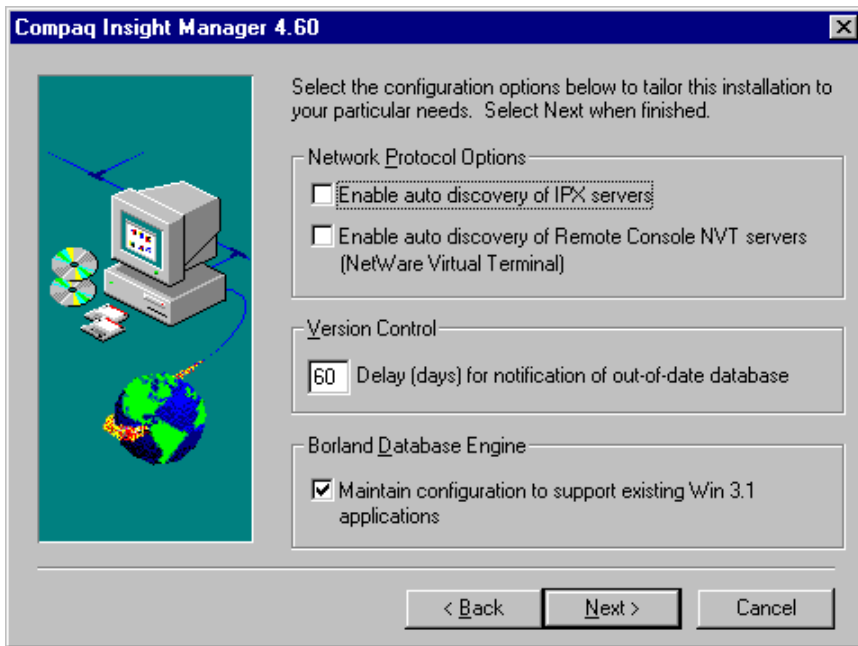 Compaq Insight Manager 4.60
Select the configuration options below to tailor this installation to
your particular needs.  Select Next when finished.
Network Protocol Options
Enable auto discovery of IPX servers
Enable auto discovery of Remote Console NVT servers
(NetWare Virtual Terminal)
Version Control
60 Delay (days) for notification of out-of-date database
Borland Database Engine
Maintain configuration to support existing Win 3.1
applications
< Back
Next >
Cancel